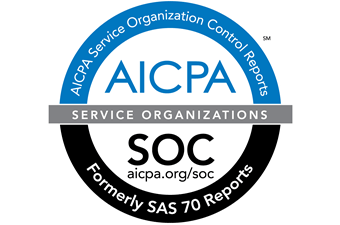 AICPA Service Organization Control Reports
SM
AICPA
SERVICE ORGANIZATIONS
SOC
aicpa.org/soc
Formerly SAS 70 Reports